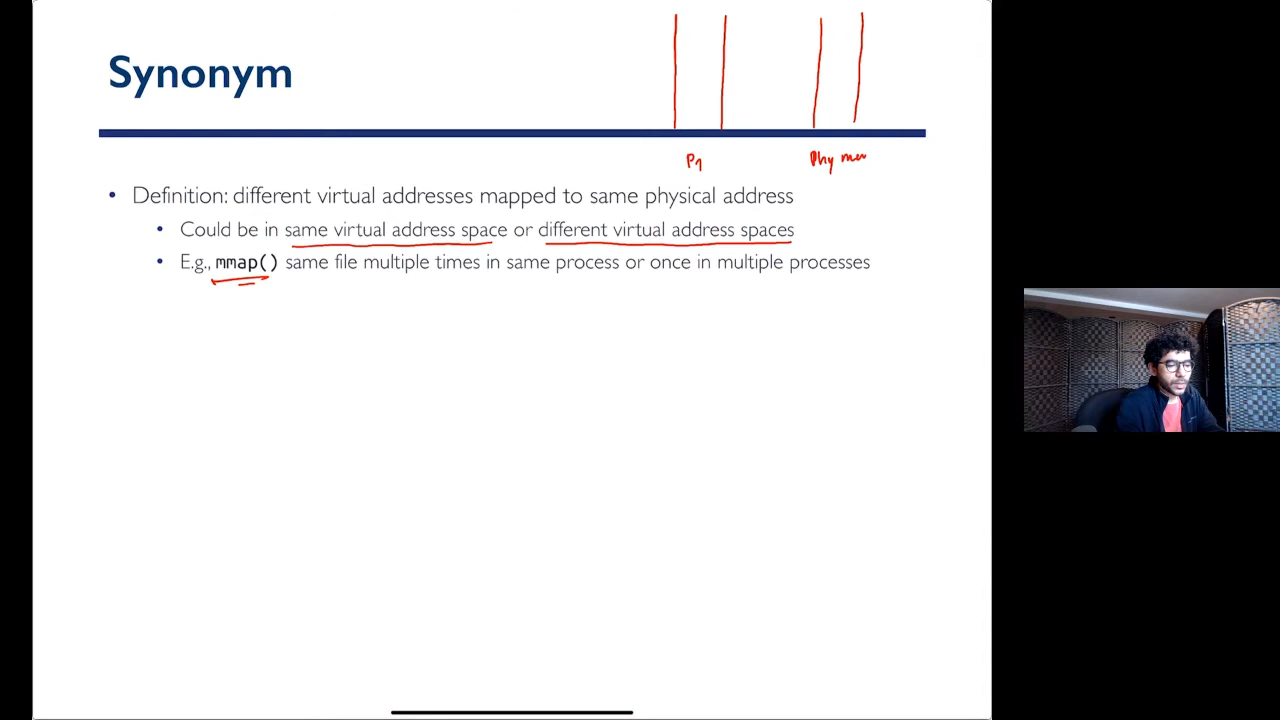 Synonym
P1
Phy mem
• Definition: different virtual addresses mapped to same physical address
• Could be in same virtual address space or different virtual address spaces
• E.g., mmap() same file multiple times in same process or once in multiple processes